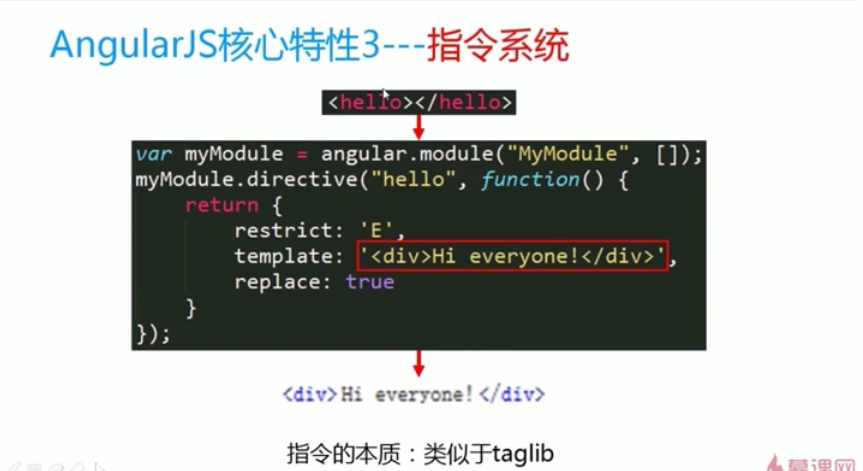 AngularJS核心特性3---指令系统
<hello></hello>
var myModule = angular.module("MyModule", []);
myModule.directive("hello", function() {
return {
restrict: 'E',
template: '<div>Hi everyone!</div>',
replace: true
}
});
<div>Hi everyone!</div>
指令的本质：类似于taglib
慕课网